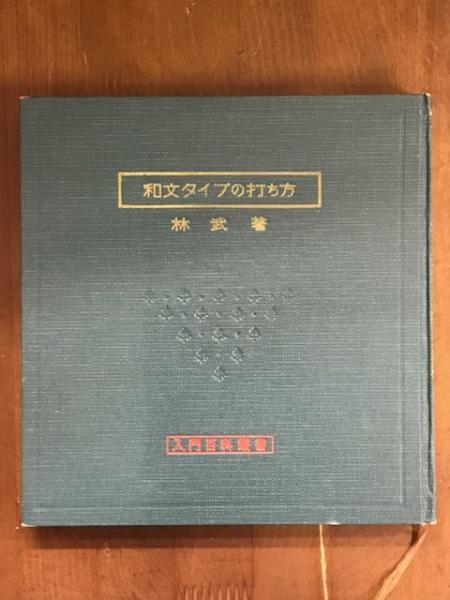 和文タイプの打ち方
林武著
入門百科叢書